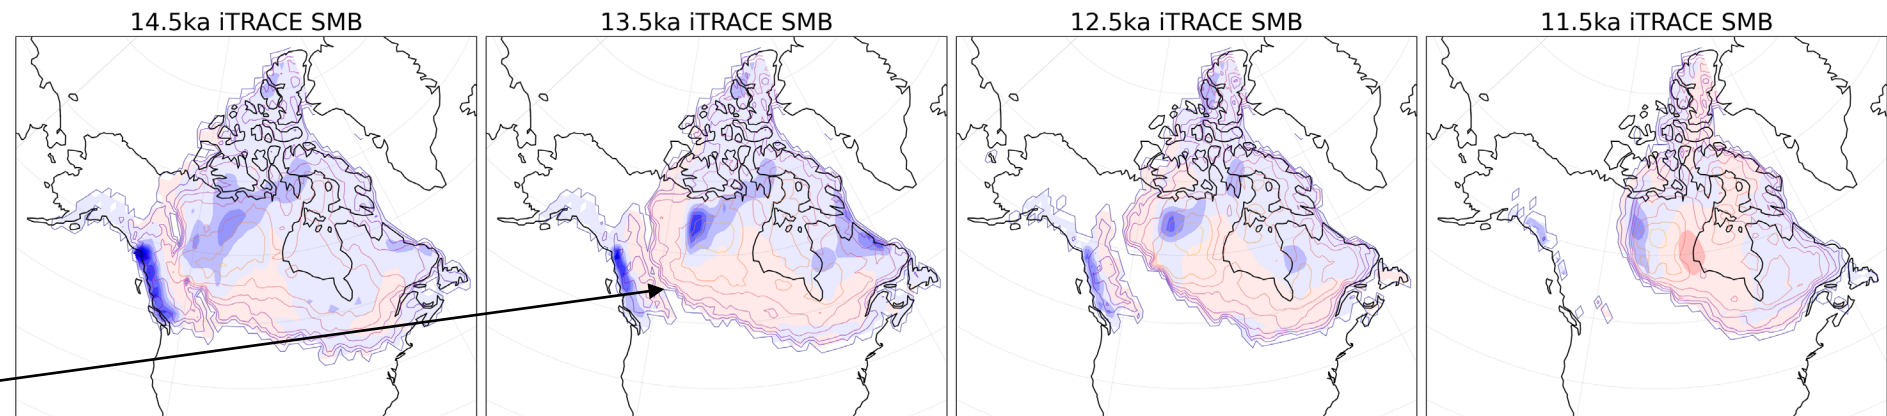 14.5ka iTRACE SMB
13.5ka iTRACE SMB
12.5ka iTRACE SMB
11.5ka iTRACE SMB